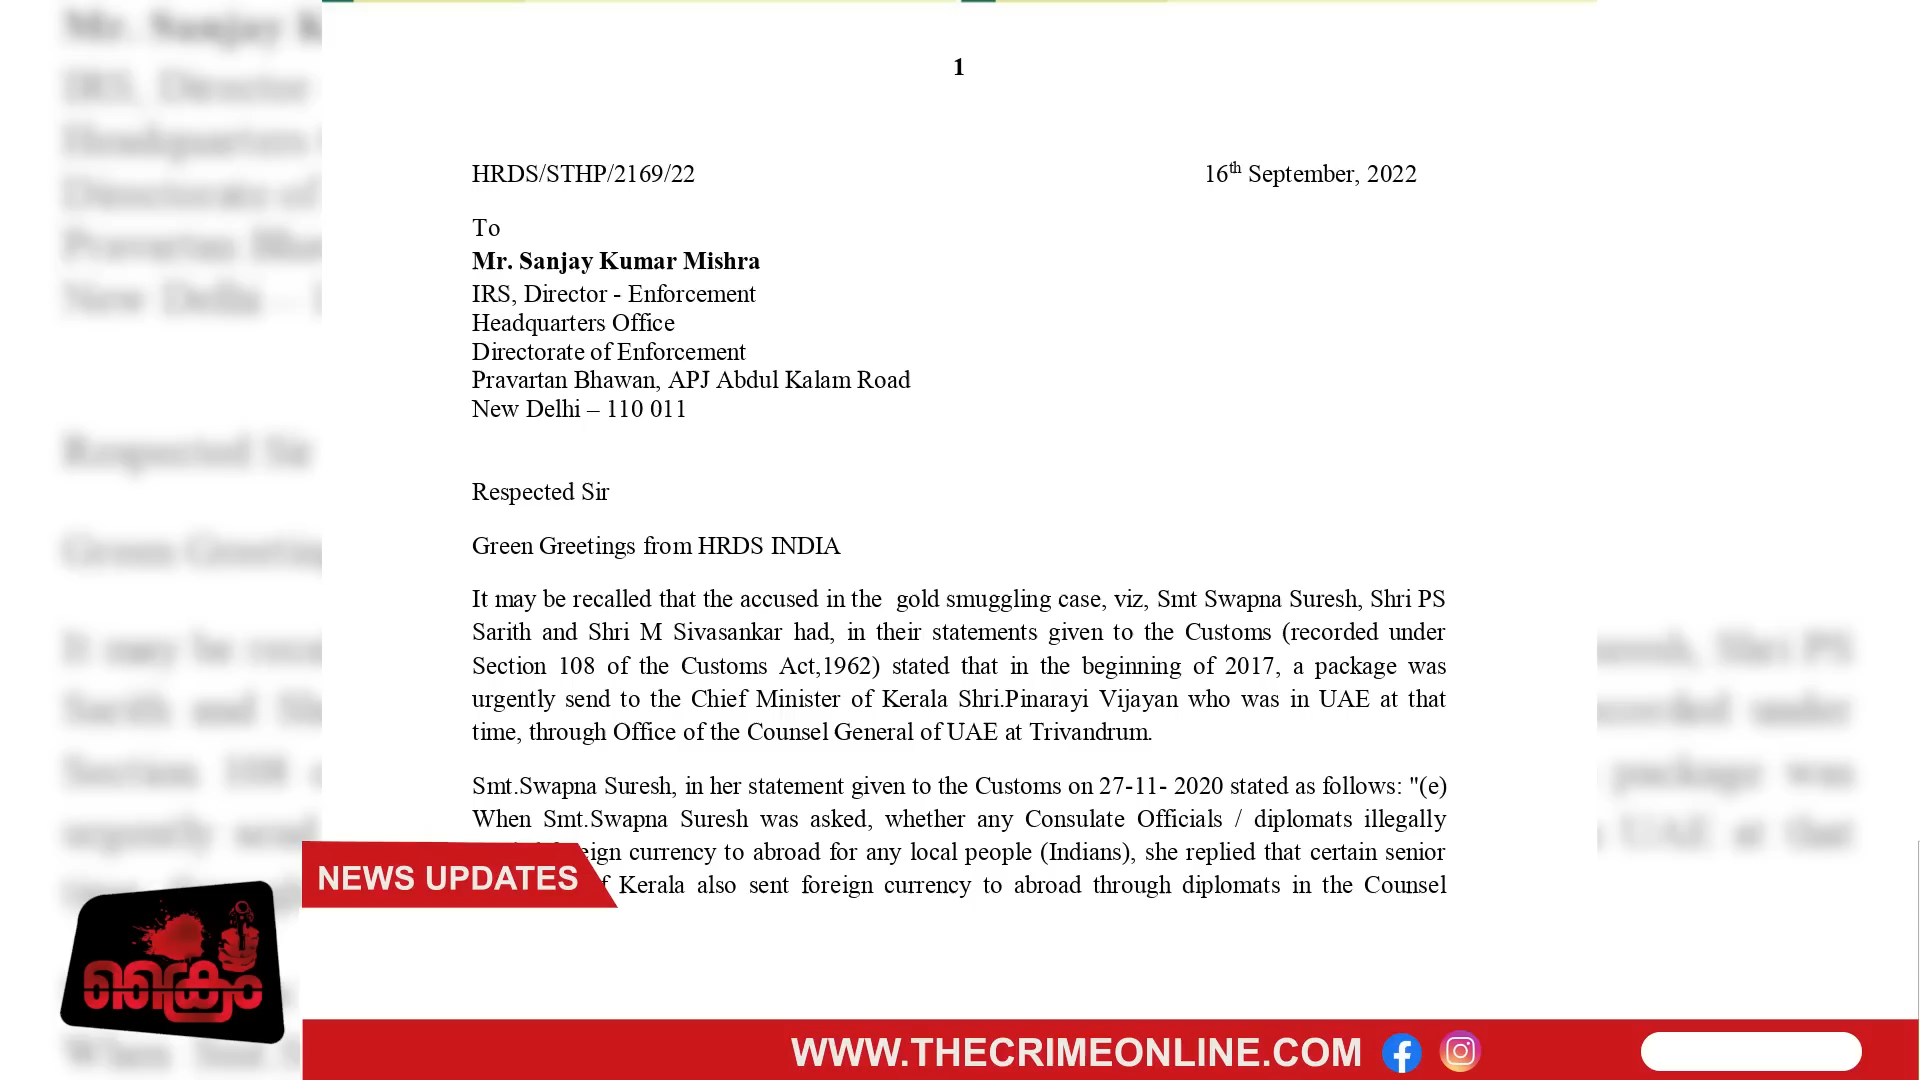 1
HRDS/STHP/2169/22 16th September, 2022
To
Mr. Sanjay Kumar Mishra
IRS, Director - Enforcement
Headquarters Office
Directorate of Enforcement
Pravartan Bhawan, APJ Abdul Kalam Road
New Delhi – 110 011
Respected Sir
Green Greetings from HRDS INDIA
It may be recalled that the accused in the gold smuggling case, viz, Smt Swapna Suresh, Shri PS
Sarith and Shri M Sivasankar had, in their statements given to the Customs (recorded under
Section 108 of the Customs Act,1962) stated that in the beginning of 2017, a package was
urgently send to the Chief Minister of Kerala Shri.Pinarayi Vijayan who was in UAE at that
time, through Office of the Counsel General of UAE at Trivandrum.
Smt.Swapna Suresh, in her statement given to the Customs on 27-11- 2020 stated as follows: "(e)
When Smt.Swapna Suresh was asked, whether any Consulate Officials / diplomats illegally
currency to abroad for any local people (Indians), she replied that certain senior
Kerala also sent foreign currency to abroad through diplomats in the Counsel
NEWS UPDATES
ക്രൈം
WWW.THECRIMEONLINE.COM